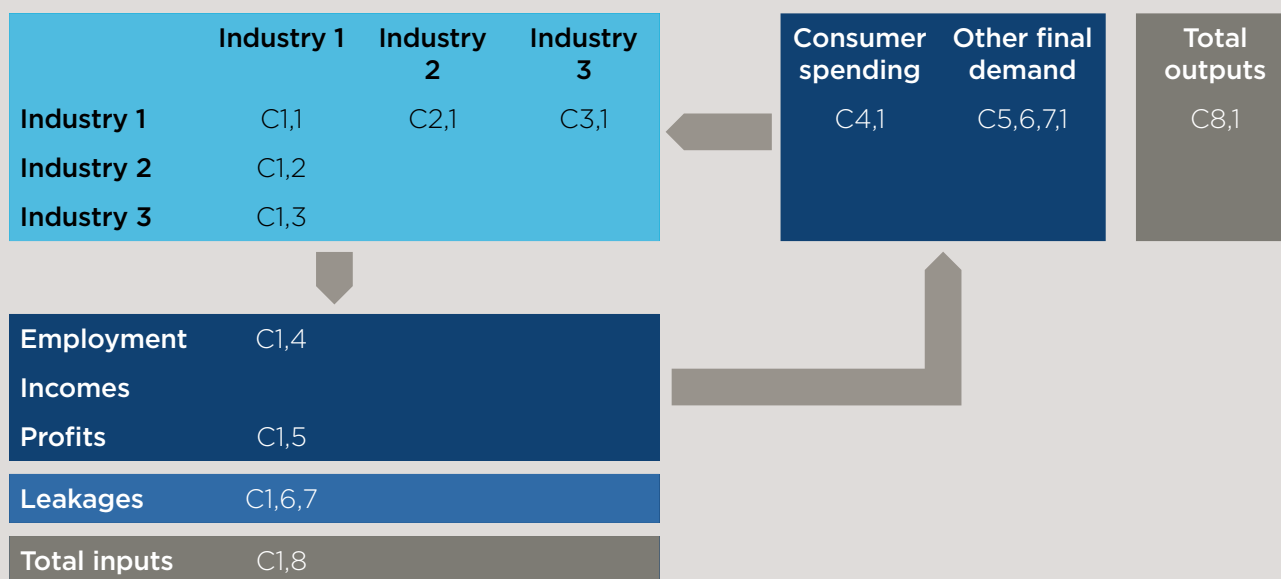 Industry 1 Industry 2 Industry 3 Consumer spending Other final demand Total outputs
Industry 1 C1,1 C2,1 C3,1 C4,1 C5,6,7,1 C8,1
Industry 2 C1,2
Industry 3 C1,3
Employment C1,4
Incomes
Profits C1,5
Leakages C1,6,7
Total inputs C1,8